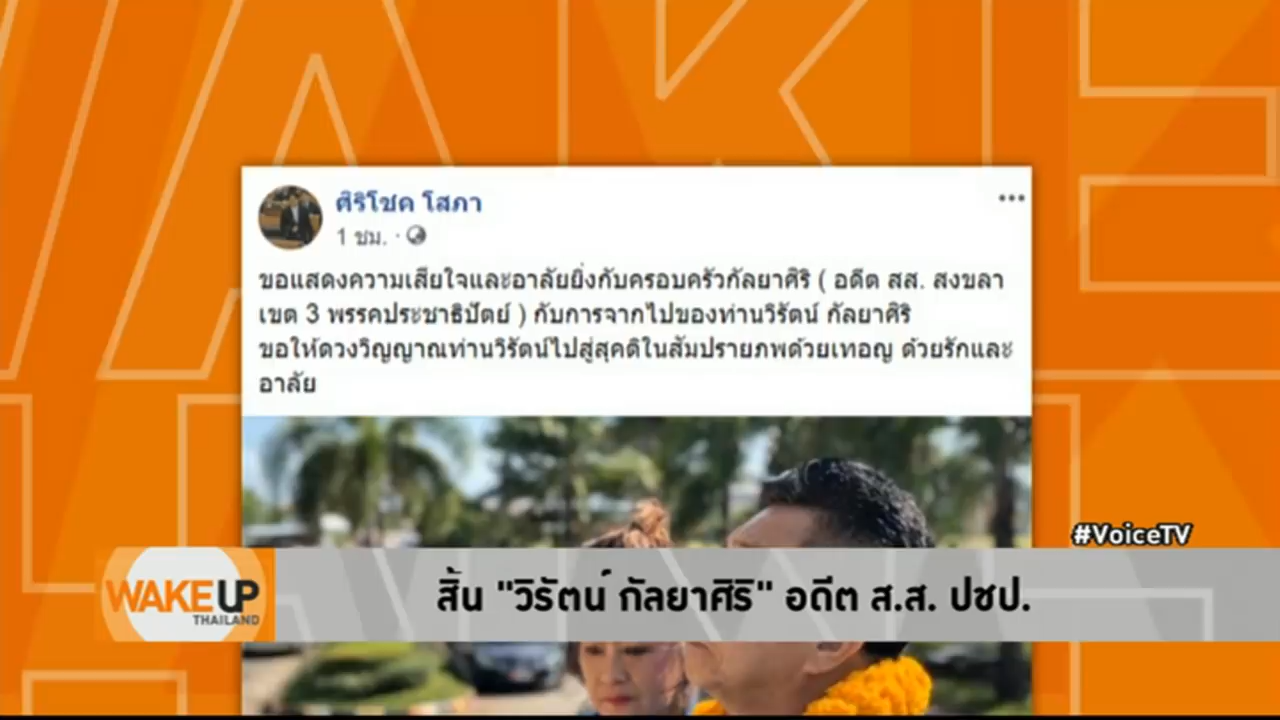 WAKE
ศิริโชค โสภา
1 ชม. ·
ขอแสดงความเสียใจและอาลัยยิ่งกับครอบครัวกัลยาศิริ ( อดีต สส. สงขลา
เขต 3 พรรคประชาธิปัตย์ ) กับการจากไปของท่านวิรัตน์ กัลยาศิริ
ขอให้ดวงวิญญาณท่านวิรัตน์ไปสู่สุคติในสัมปรายภพด้วยเทอญ ด้วยรักและ
อาลัย
#VoiceTV
WAKE UP
THAILAND
สิ้น "วิรัตน์ กัลยาศิริ" อดีต ส.ส. ปชป.